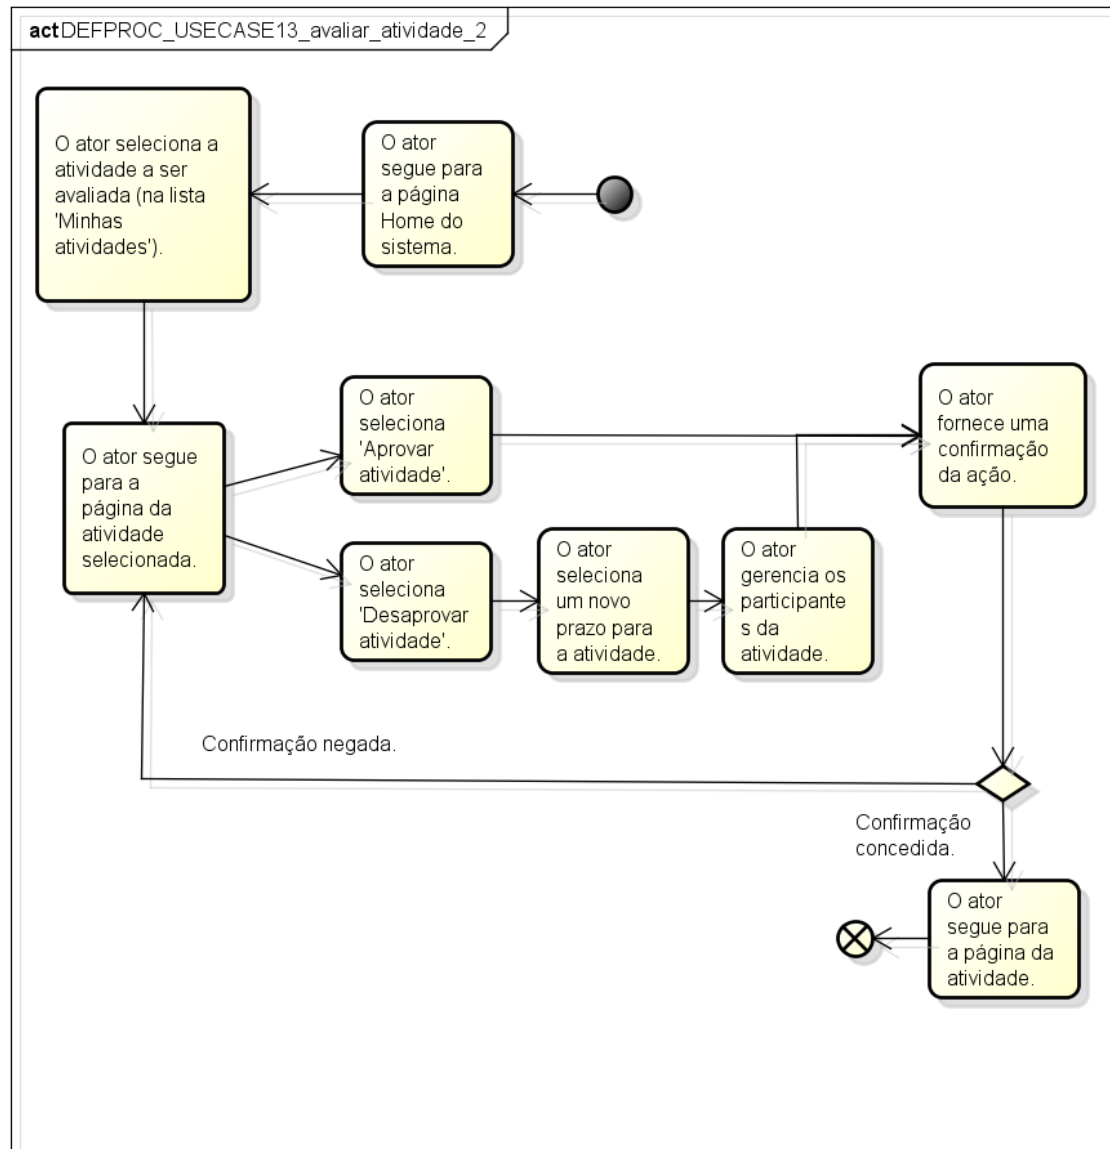 act DEFPROC_USECASE13_avaliar_atividade_2
O ator seleciona a
atividade a ser
avaliada (na lista
'Minhas
atividades').
O ator
segue para
a página
Home do
sistema.
O ator segue
para a
página da
atividade
selecionada.
O ator
seleciona
'Aprovar
atividade'.
O ator
fornece uma
confirmação
da ação.
O ator
seleciona
'Desaprovar
atividade'.
O ator
seleciona
um novo
prazo para
a atividade.
O ator
gerencia os
participante
s da
atividade.
Confirmação negada.
Confirmação
concedida.
O ator
segue para
a página da
atividade.